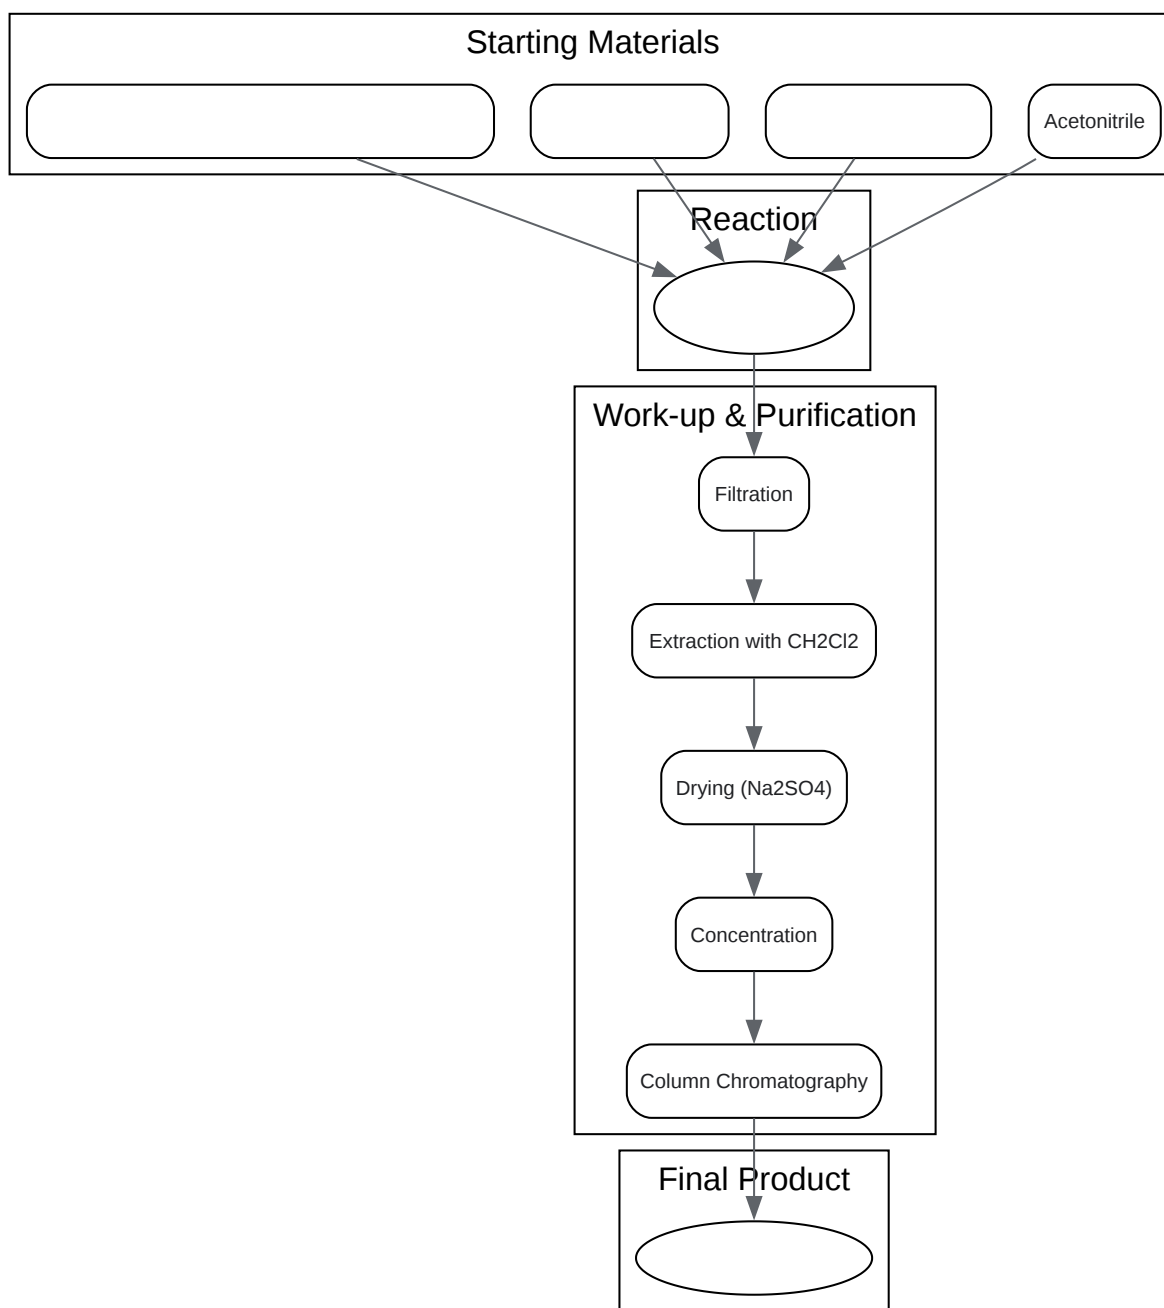 Starting Materials
Acetonitrile
Reaction
Work-up & Purification
Filtration
Extraction with CH2Cl2
Drying (Na2SO4)
Concentration
Column Chromatography
Final Product